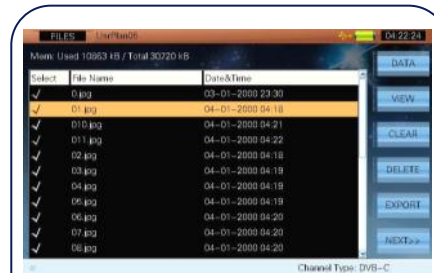 FILES UserPlan06 04:22:24
Mem: Used 10863 kB / Total 30720 kB
DATA
Select File Name Date&Time
0.jpg 03-01-2000 23:30
VIEW
01.jpg 04-01-2000 04:18
010.jpg 04-01-2000 04:21
CLEAR
011.jpg 04-01-2000 04:22
02.jpg 04-01-2000 04:18
DELETE
03.jpg 04-01-2000 04:19
04.jpg 04-01-2000 04:19
EXPORT
05.jpg 04-01-2000 04:19
06.jpg 04-01-2000 04:20
07.jpg 04-01-2000 04:20
NEXT>>
08.jpg 04-01-2000 04:20
Channel Type: DVB-C